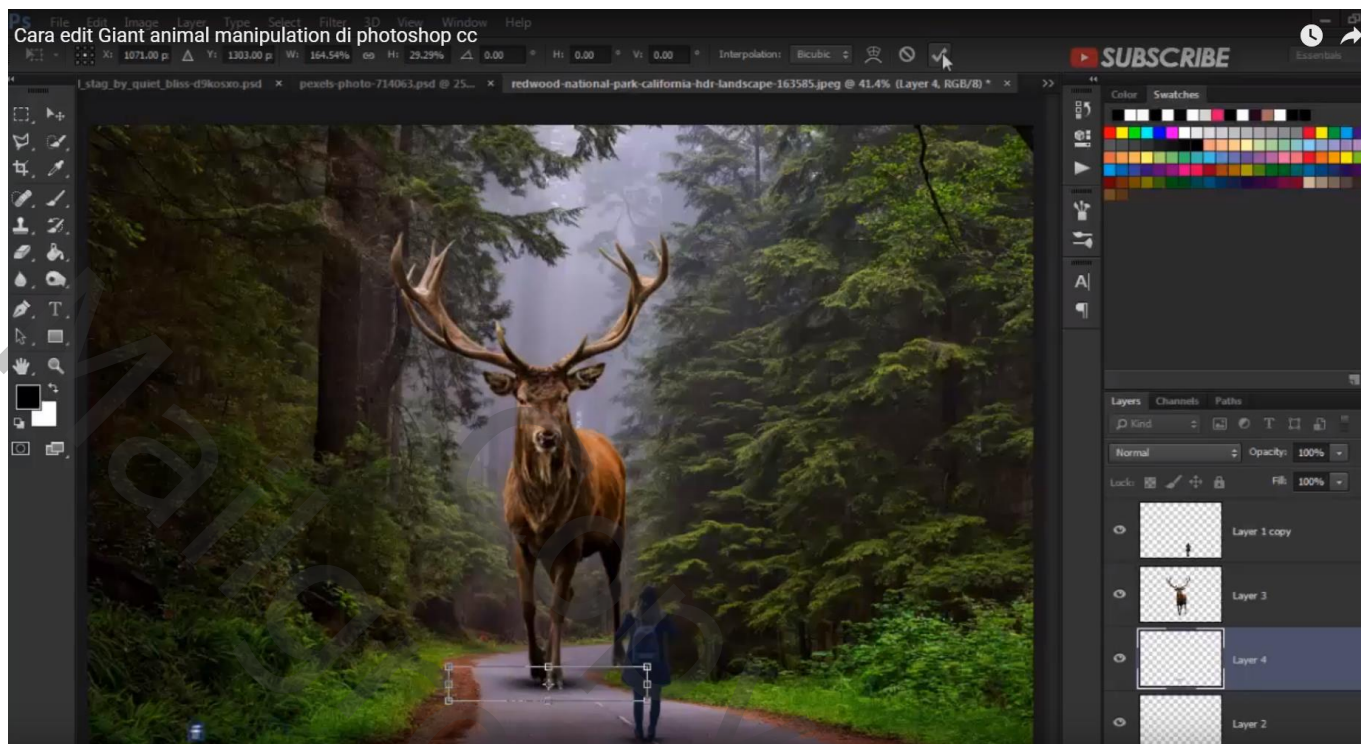 Ps File Edit Image Layer Type Select Filter 3D View Window Help
Cara edit Giant animal manipulation di photoshop cc
X: 1071.00 p Y: 1303.00 p W: 164.54% H: 29.29% 0.00 ° H: 0.00 ° V: 0.00 ° Interpolation: Bicubic
SUBSCRIBE
Essentials
l_stag_by_quiet_bliss-d9kosxo.psd × pexels-photo-714063.psd @ 25... × redwood-national-park-california-hdr-landscape-163585.jpeg @ 41.4% (Layer 4, RGB/8) * ×
Color Swatches
Layers Channels Paths
Kind
Normal Opacity: 100%
Lock: Fill: 100%
Layer 1 copy
Layer 3
Layer 4
Layer 2